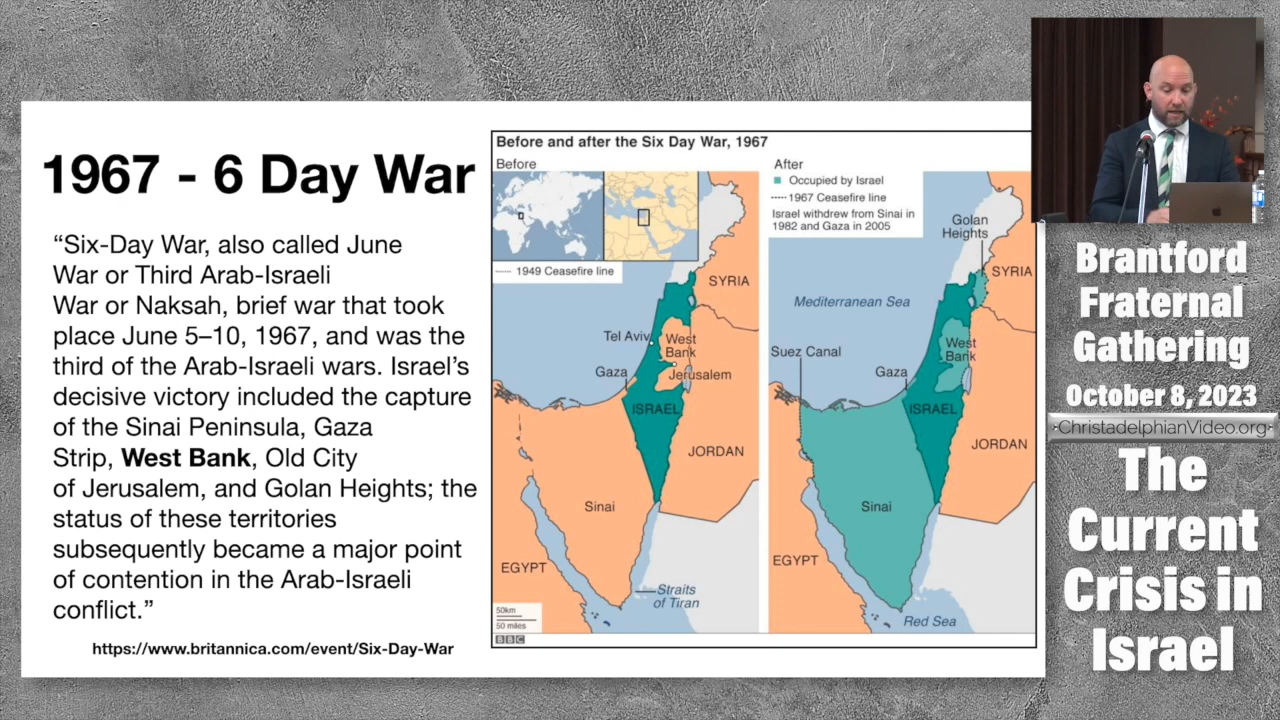 1967 - 6 Day War
“Six-Day War, also called June
War or Third Arab-Israeli
War or Naksah, brief war that took
place June 5–10, 1967, and was the
third of the Arab-Israeli wars. Israel’s
decisive victory included the capture
of the Sinai Peninsula, Gaza
Strip, West Bank, Old City
of Jerusalem, and Golan Heights; the
status of these territories
subsequently became a major point
of contention in the Arab-Israeli
conflict.”
https://www.britannica.com/event/Six-Day-War
Before and after the Six Day War, 1967
Before
1949 Ceasefire line
SYRIA
Tel Aviv
West
Bank
Jerusalem
Gaza
ISRAEL
JORDAN
Sinai
EGYPT
Straits
of Tiran
50km
50 miles
BBC
After
Occupied by Israel
1967 Ceasefire line
Israel withdrew from Sinai in
1982 and Gaza in 2005
Golan
Heights
SYRIA
Mediterranean Sea
Suez Canal
West
Bank
Gaza
ISRAEL
JORDAN
Sinai
EGYPT
Red Sea
Brantford
Fraternal
Gathering
October 8, 2023
ChristadelphianVideo.org
The
Current
Crisis in
Israel